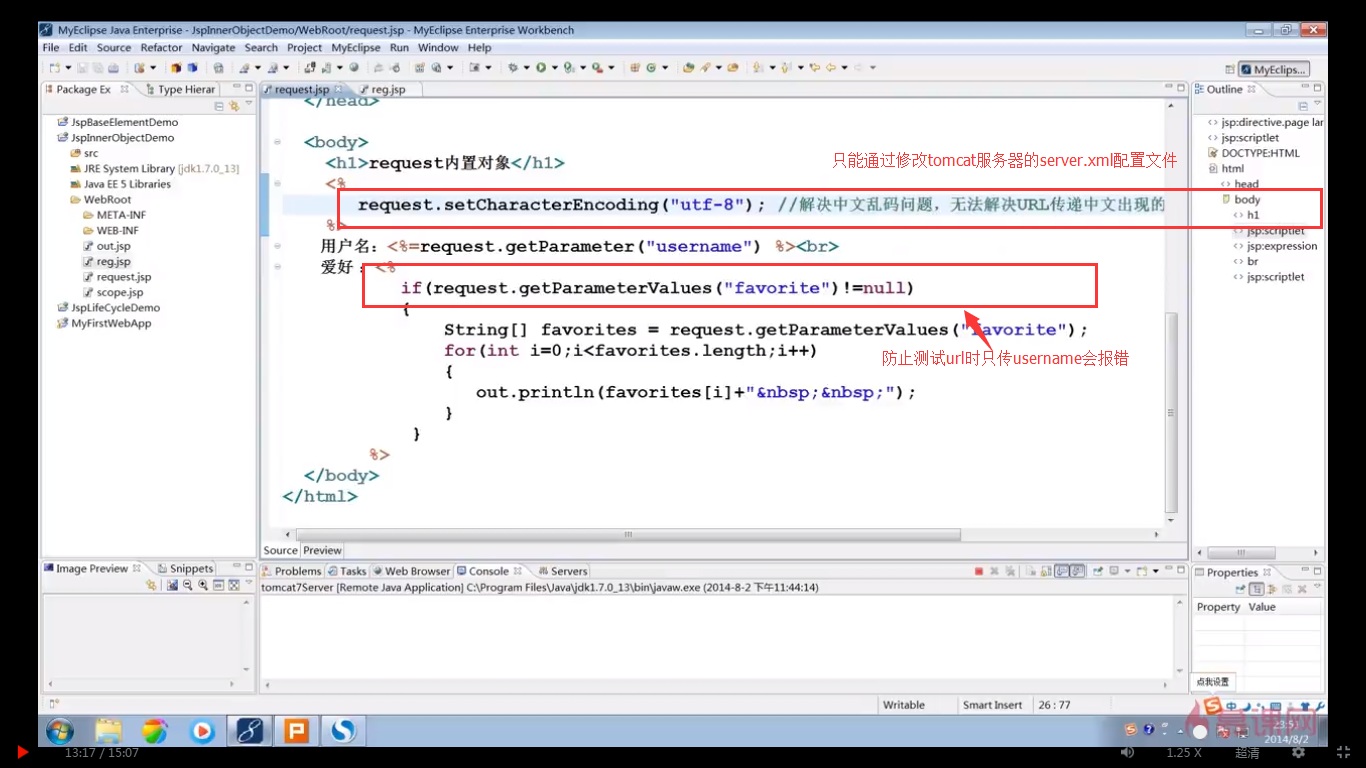 MyEclipse Java Enterprise - JspInnerObjectDemo/WebRoot/request.jsp - MyEclipse Enterprise Workbench
File Edit Source Refactor Navigate Search Project MyEclipse Run Window Help
MyEclips...
Package Ex
Type Hierar
JspBaseElementDemo
JspInnerObjectDemo
src
JRE System Library [jdk1.7.0_13]
Java EE 5 Libraries
WebRoot
META-INF
WEB-INF
out.jsp
reg.jsp
request.jsp
scope.jsp
JspLifeCycleDemo
MyFirstWebApp
request.jsp
reg.jsp
</head>
<body>
<h1>request内置对象</h1>
只能通过修改tomcat服务器的server.xml配置文件
<%
request.setCharacterEncoding("utf-8"); //解决中文乱码问题，无法解决URL传递中文出现的
%>
用户名：<%=request.getParameter("username") %><br>
爱好 ：<%
if(request.getParameterValues("favorite")!=null)
{
String[] favorites = request.getParameterValues("favorite");
for(int i=0;i<favorites.length;i++)
防止测试url时只传username会报错
{
out.println(favorites[i]+"&nbsp;&nbsp;");
}
}
%>
</body>
</html>
Source Preview
Outline
jsp:directive.page lar
jsp:scriptlet
DOCTYPE:HTML
html
head
body
h1
jsp:scriptlet
jsp:expression
br
jsp:scriptlet
Image Preview
Snippets
Problems Tasks Web Browser Console Servers
tomcat7Server [Remote Java Application] C:\Program Files\Java\jdk1.7.0_13\bin\javaw.exe (2014-8-2 下午11:44:14)
Properties
Property Value
点我设置
Writable Smart Insert 26 : 77
中
慕课网
2014/8/2
13:17 / 15:07
1.25 X
超清